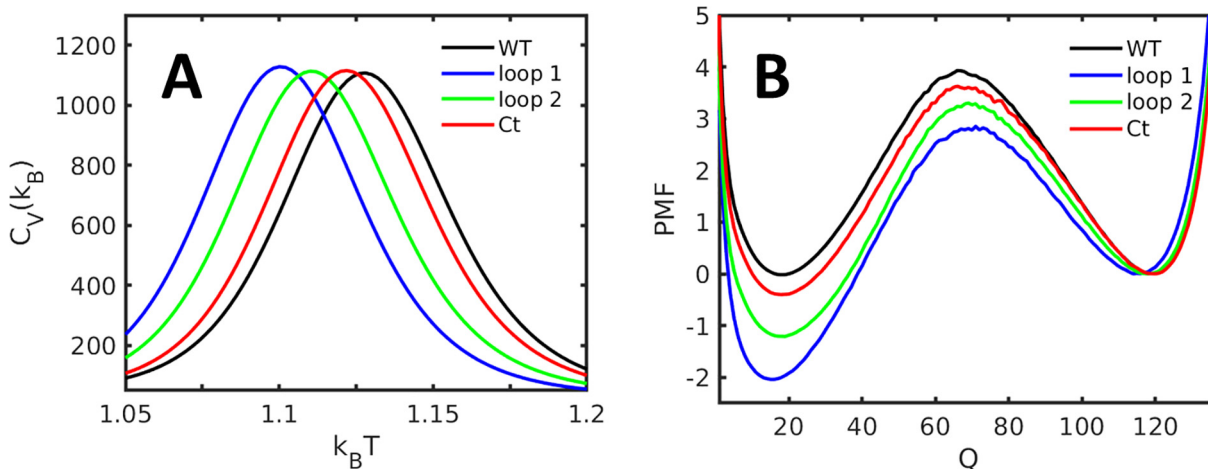 A
C_V(k_B)
1200
1000
800
600
400
200
WT
loop 1
loop 2
Ct
1.05 1.1 1.15 1.2
k_BT
B
PMF
5
4
3
2
1
0
-1
-2
WT
loop 1
loop 2
Ct
20 40 60 80 100 120
Q